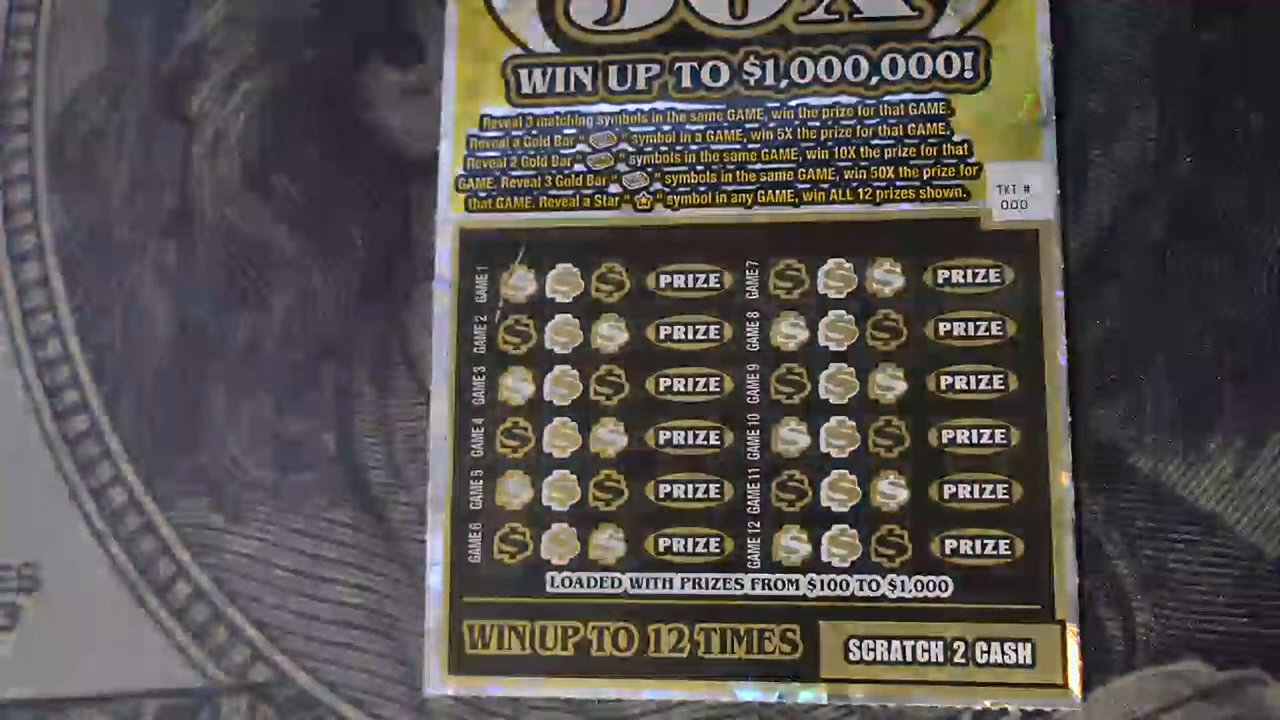 50X
WIN UP TO $1,000,000!
Reveal 3 matching symbols in the same GAME, win the prize for that GAME.
Reveal a Gold Bar " " symbol in a GAME, win 5X the prize for that GAME.
Reveal 2 Gold Bar " " symbols in the same GAME, win 10X the prize for that
GAME. Reveal 3 Gold Bar " " symbols in the same GAME, win 50X the prize for
that GAME. Reveal a Star " " symbol in any GAME, win ALL 12 prizes shown.
TKT #
000
GAME 1 $ $ $ PRIZE GAME 7 $ $ $ PRIZE
GAME 2 $ $ $ PRIZE GAME 8 $ $ $ PRIZE
GAME 3 $ $ $ PRIZE GAME 9 $ $ $ PRIZE
GAME 4 $ $ $ PRIZE GAME 10 $ $ $ PRIZE
GAME 5 $ $ $ PRIZE GAME 11 $ $ $ PRIZE
GAME 6 $ $ $ PRIZE GAME 12 $ $ $ PRIZE
LOADED WITH PRIZES FROM $100 TO $1,000
WIN UP TO 12 TIMES
SCRATCH 2 CASH